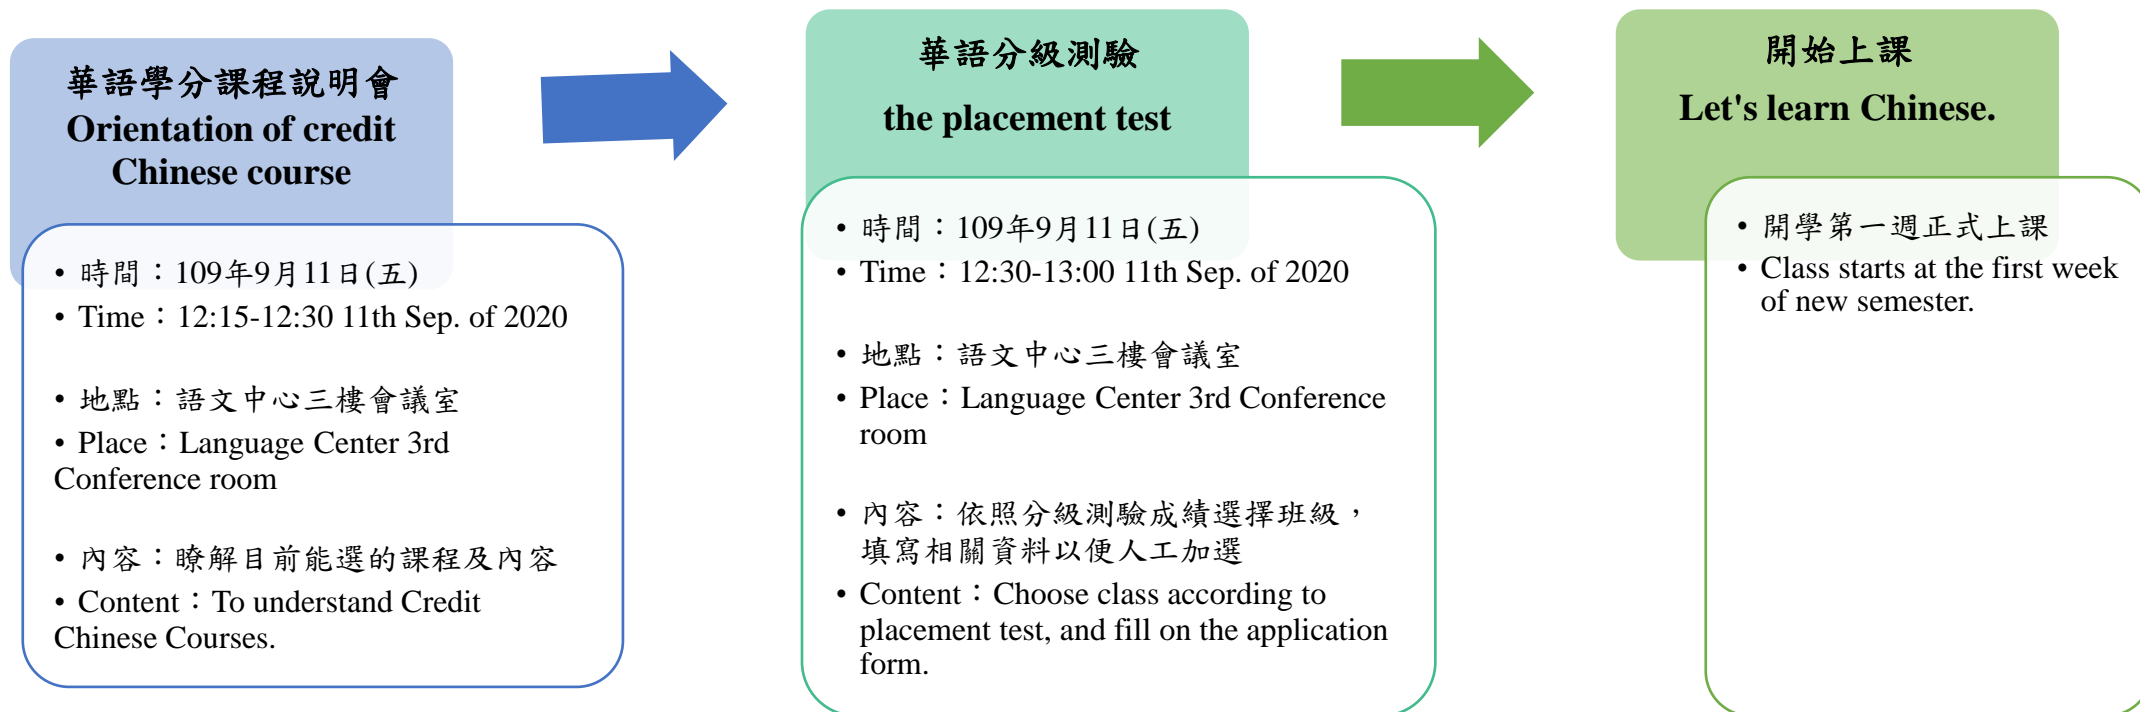 華語學分課程說明會
Orientation of credit
Chinese course
• 時間：109年9月11日(五)
• Time：12:15-12:30 11th Sep. of 2020
• 地點：語文中心三樓會議室
• Place：Language Center 3rd
Conference room
• 內容：瞭解目前能選的課程及內容
• Content：To understand Credit
Chinese Courses.
華語分級測驗
the placement test
• 時間：109年9月11日(五)
• Time：12:30-13:00 11th Sep. of 2020
• 地點：語文中心三樓會議室
• Place：Language Center 3rd Conference
room
• 內容：依照分級測驗成績選擇班級，
填寫相關資料以便人工加選
• Content：Choose class according to
placement test, and fill on the application
form.
開始上課
Let's learn Chinese.
• 開學第一週正式上課
• Class starts at the first week
of new semester.